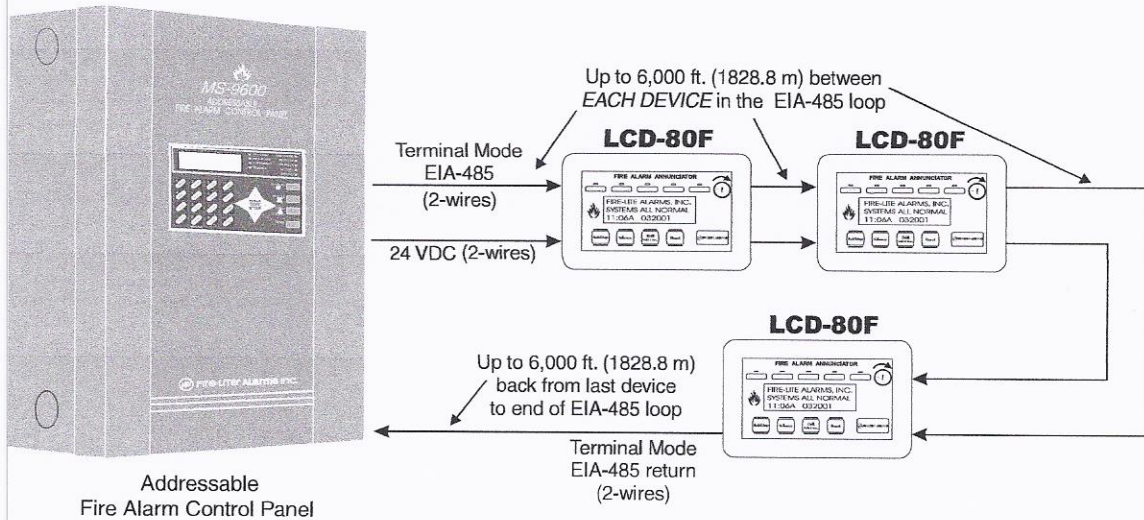 MS-9600
ADDRESSABLE
FIRE ALARM CONTROL PANEL
FIRE-LITE ALARMS INC.
Addressable
Fire Alarm Control Panel
Up to 6,000 ft. (1828.8 m) between
EACH DEVICE in the EIA-485 loop
Terminal Mode
EIA-485
(2-wires)
24 VDC (2-wires)
LCD-80F
FIRE ALARM ANNUNCIATOR
FIRE-LITE ALARMS, INC.
SYSTEMS ALL NORMAL
11:06A 032001
LCD-80F
FIRE ALARM ANNUNCIATOR
FIRE-LITE ALARMS, INC.
SYSTEMS ALL NORMAL
11:06A 032001
LCD-80F
FIRE ALARM ANNUNCIATOR
FIRE-LITE ALARMS, INC.
SYSTEMS ALL NORMAL
11:06A 032001
Up to 6,000 ft. (1828.8 m)
back from last device
to end of EIA-485 loop
Terminal Mode
EIA-485 return
(2-wires)